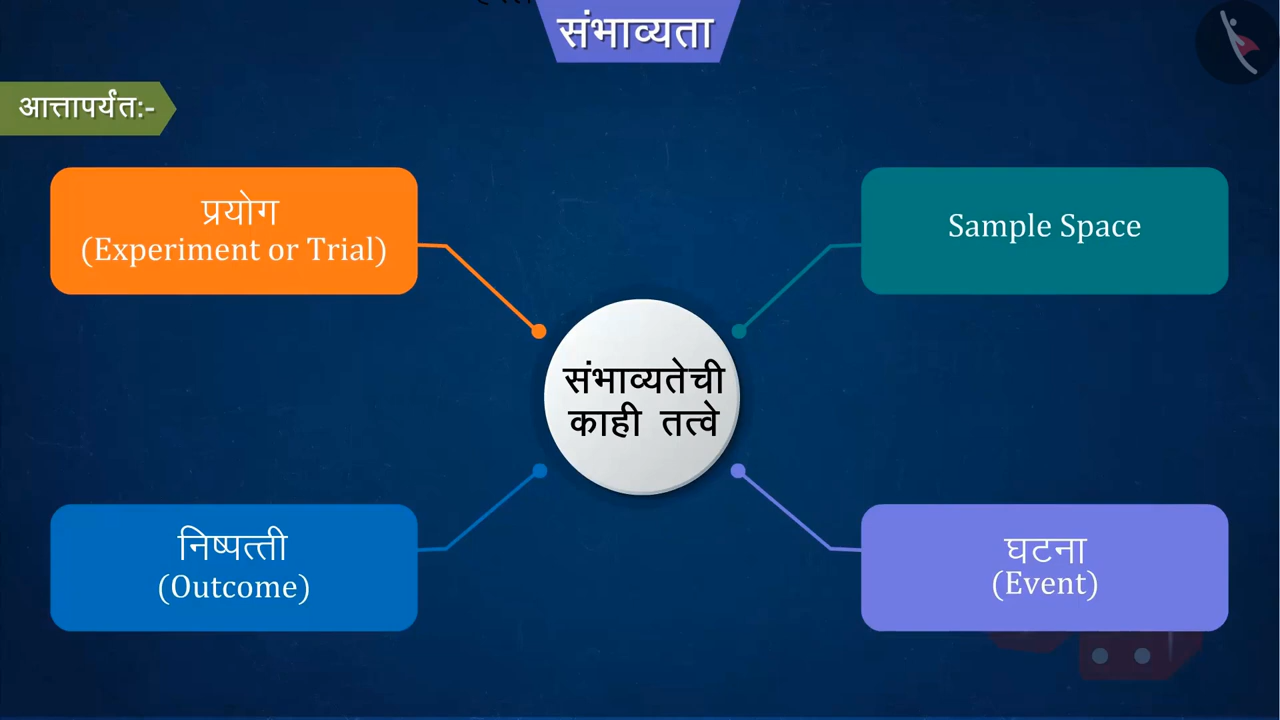 संभाव्यता
आत्तापर्यंत:-
प्रयोग
(Experiment or Trial)
Sample Space
संभाव्यतेची
काही तत्वे
निष्पत्ती
(Outcome)
घटना
(Event)